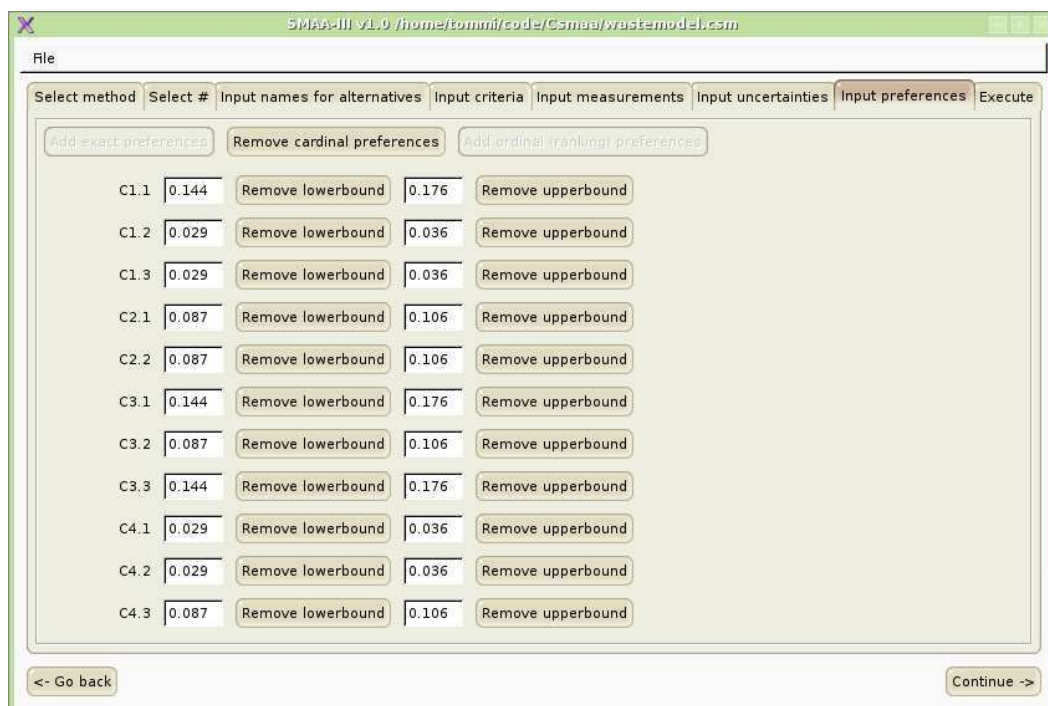 SMAA-III v1.0 /home/tommi/code/Csmaa/wastemodel.csm
File
Select method Select # Input names for alternatives Input criteria Input measurements Input uncertainties Input preferences Execute
Add exact preferences Remove cardinal preferences Add ordinal (ranking) preferences
C1.1 0.144 Remove lowerbound 0.176 Remove upperbound
C1.2 0.029 Remove lowerbound 0.036 Remove upperbound
C1.3 0.029 Remove lowerbound 0.036 Remove upperbound
C2.1 0.087 Remove lowerbound 0.106 Remove upperbound
C2.2 0.087 Remove lowerbound 0.106 Remove upperbound
C3.1 0.144 Remove lowerbound 0.176 Remove upperbound
C3.2 0.087 Remove lowerbound 0.106 Remove upperbound
C3.3 0.144 Remove lowerbound 0.176 Remove upperbound
C4.1 0.029 Remove lowerbound 0.036 Remove upperbound
C4.2 0.029 Remove lowerbound 0.036 Remove upperbound
C4.3 0.087 Remove lowerbound 0.106 Remove upperbound
<- Go back Continue ->